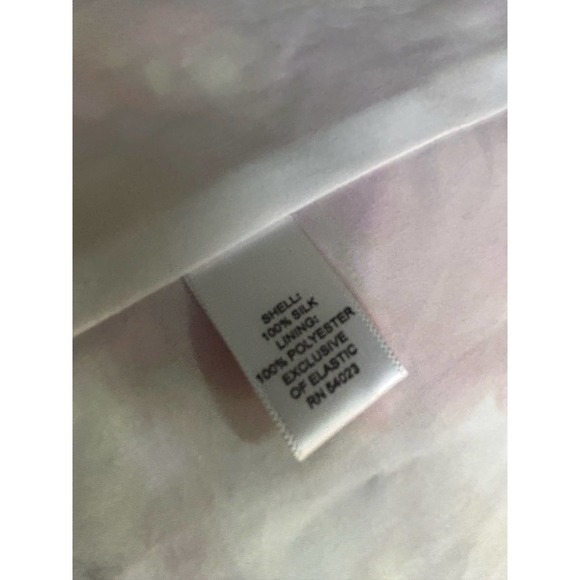 SHELL:
100% SILK
LINING:
100% POLYESTER
EXCLUSIVE
OF ELASTIC
RN 54023